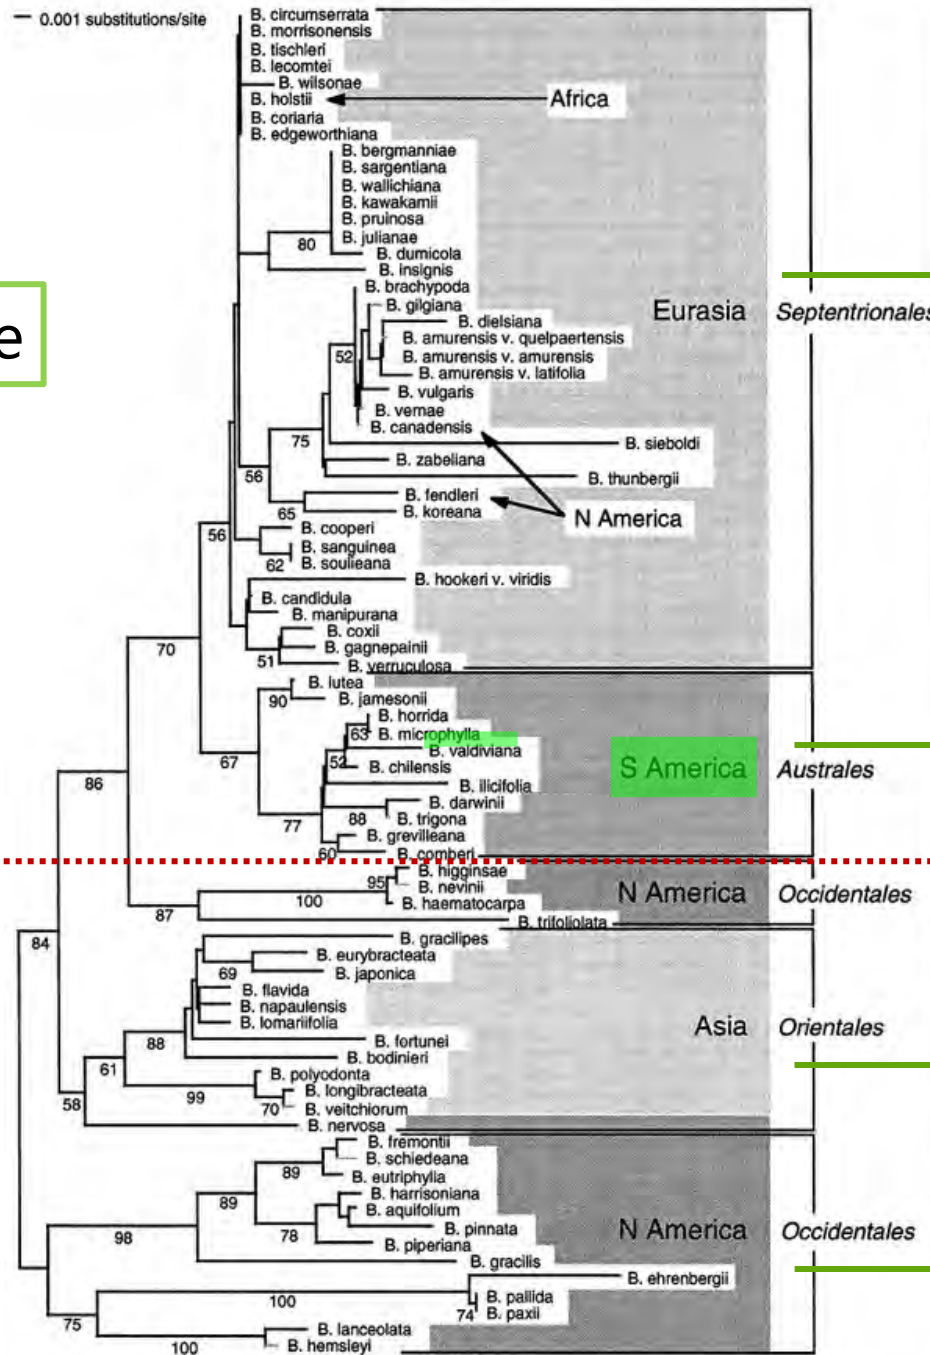 0.001 substitutions/site
B. circumserrata
B. morrisonensis
B. tischleri
B. lecomtei
B. wilsonae
B. holstii
Africa
B. coriaria
B. edgeworthiana
B. bergmanniae
B. sargentiana
B. wallichiana
B. kawakamii
B. pruinosa
B. julianae
80
B. dumicola
B. insignis
B. brachypoda
B. gilgiana
Eurasia
Septentrionales
B. dielsiana
e
B. amurensis v. quelpaertensis
52
B. amurensis v. amurensis
B. amurensis v. latifolia
B. vulgaris
B. vernae
B. canadensis
75
B. sieboldi
B. zabeliana
56
B. thunbergii
B. fendleri
65
B. koreana
N America
56
B. cooperi
B. sanguinea
62
B. soulieana
B. hookeri v. viridis
B. candidula
B. manipurana
B. coxii
70
B. gagnepainii
51
B. verruculosa
B. lutea
90
B. jamesonii
B. horrida
63
B. microphylla
B. valdiviana
67
52
B. chilensis
S America
Australes
86
B. ilicifolia
B. darwinii
77
88
B. trigona
B. grevilleana
60
B. comberi
B. higginsae
95
B. nevinii
N America
Occidentales
100
B. haematocarpa
87
B. trifoliolata
84
B. gracilipes
B. eurybracteata
69
B. japonica
B. flavida
B. napaulensis
B. lomariifolia
Asia
Orientales
88
B. fortunei
B. bodinieri
61
B. polyodonta
99
B. longibracteata
70
B. veitchiorum
58
B. nervosa
B. fremontii
B. schiedeana
89
B. eutriphylla
B. harrisoniana
89
B. aquifolium
78
B. pinnata
N America
Occidentales
98
B. piperiana
B. gracilis
B. ehrenbergii
100
B. pallida
74
B. paxii
75
B. lanceolata
100
B. hemsleyi